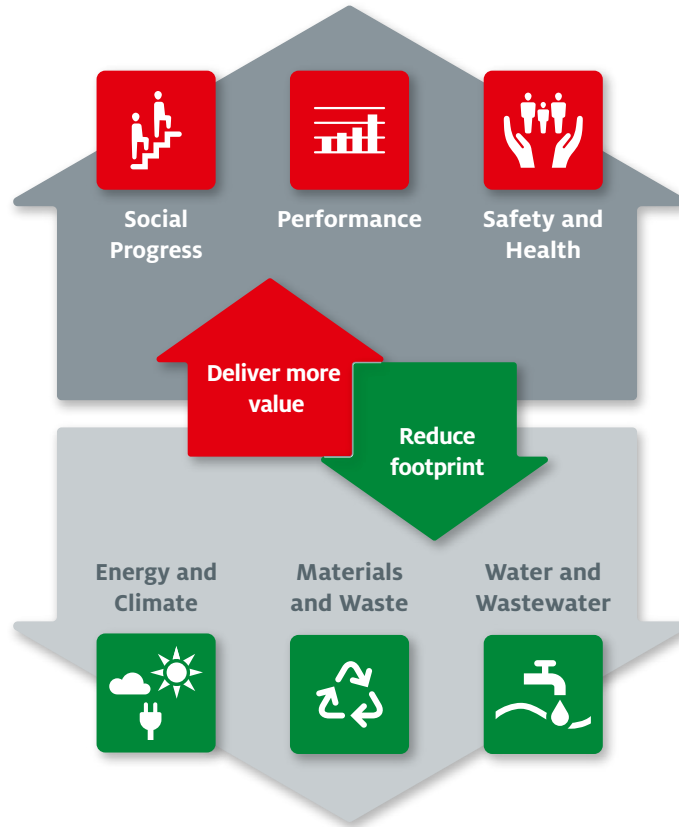 Social
Progress
Performance
Safety and
Health
Deliver more
value
Reduce
footprint
Energy and
Climate
Materials
and Waste
Water and
Wastewater